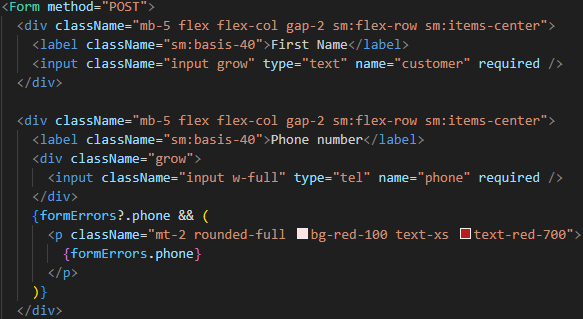 <Form method="POST">
<div className="mb-5 flex flex-col gap-2 sm:flex-row sm:items-center">
<label className="sm:basis-40">First Name</label>
<input className="input grow" type="text" name="customer" required />
</div>
<div className="mb-5 flex flex-col gap-2 sm:flex-row sm:items-center">
<label className="sm:basis-40">Phone number</label>
<div className="grow">
<input className="input w-full" type="tel" name="phone" required />
</div>
{formErrors?.phone && (
<p className="mt-2 rounded-full bg-red-100 text-xs text-red-700">
{formErrors.phone}
</p>
)}
</div>